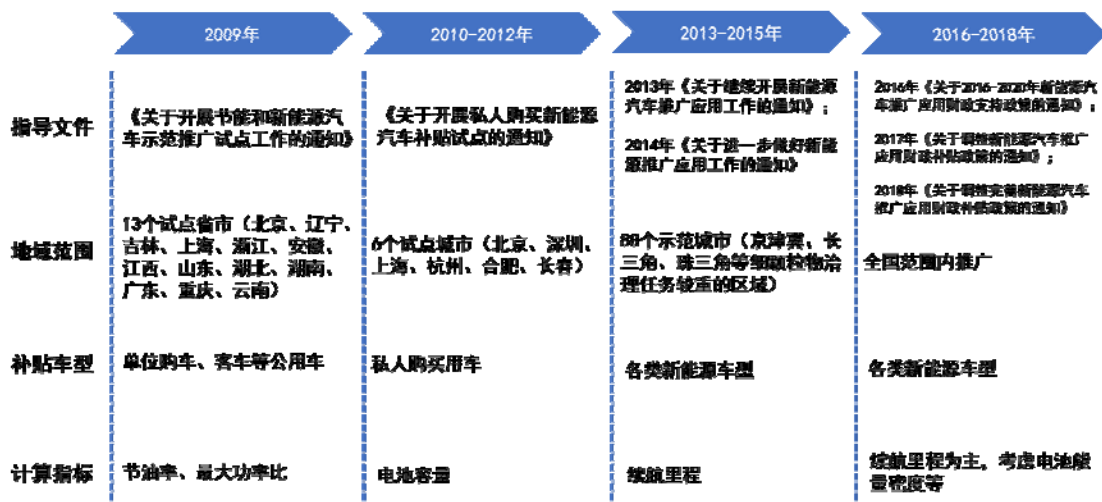 2009年
2010-2012年
2013-2015年
2016-2018年
指导文件
《关于开展节能和新能源汽
车示范推广试点工作的通知》
《关于开展私人购买新能源
汽车补贴试点的通知》
2013年《关于继续开展新能源
汽车推广应用工作的通知》；
2014年《关于进一步做好新能
源推广应用工作的通知》
2016年《关于2016-2020年新能源汽
车推广应用财政支持政策的通知》；
2017年《关于调整新能源汽车推广
应用财政补贴政策的通知》；
2018年《关于调整完善新能源汽车
推广应用财政补贴政策的通知》
地域范围
13个试点省市（北京、辽宁、
吉林、上海、浙江、安徽、
江西、山东、湖北、湖南、
广东、重庆、云南）
6个试点城市（北京、深圳、
上海、杭州、合肥、长春）
88个示范城市（京津冀、长
三角、珠三角等细颗粒物治
理任务较重的区域）
全国范围内推广
补贴车型
单位购车、客车等公用车
私人购买用车
各类新能源车型
各类新能源车型
计算指标
节油率、最大功率比
电池容量
续航里程
续航里程为主，考虑电池能
量密度等